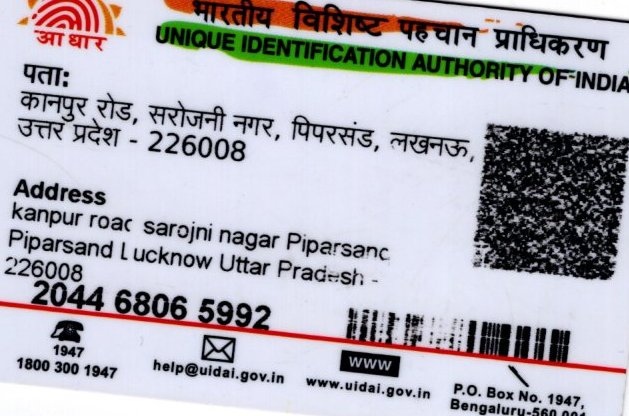 आधार
भारतीय विशिष्ट पहचान प्राधिकरण
UNIQUE IDENTIFICATION AUTHORITY OF INDIA
पता:
कानपुर रोड, सरोजनी नगर, पिपरसंड, लखनऊ,
उत्तर प्रदेश - 226008
Address
kanpur road sarojni nagar Piparsand
Piparsand Lucknow Uttar Pradesh -
226008
2044 6806 5992
1947
1800 300 1947
help@uidai.gov.in
www
www.uidai.gov.in
P.O. Box No. 1947,
Bengaluru-560 001